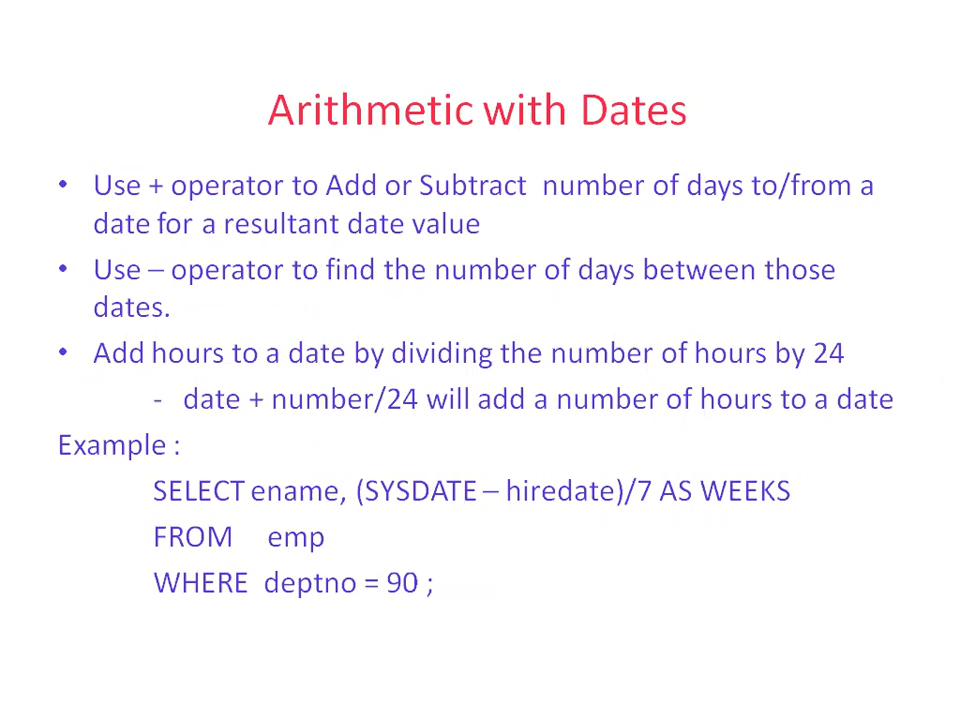 Arithmetic with Dates
• Use + operator to Add or Subtract number of days to/from a
date for a resultant date value
• Use – operator to find the number of days between those
dates.
• Add hours to a date by dividing the number of hours by 24
- date + number/24 will add a number of hours to a date
Example :
SELECT ename, (SYSDATE – hiredate)/7 AS WEEKS
FROM emp
WHERE deptno = 90 ;